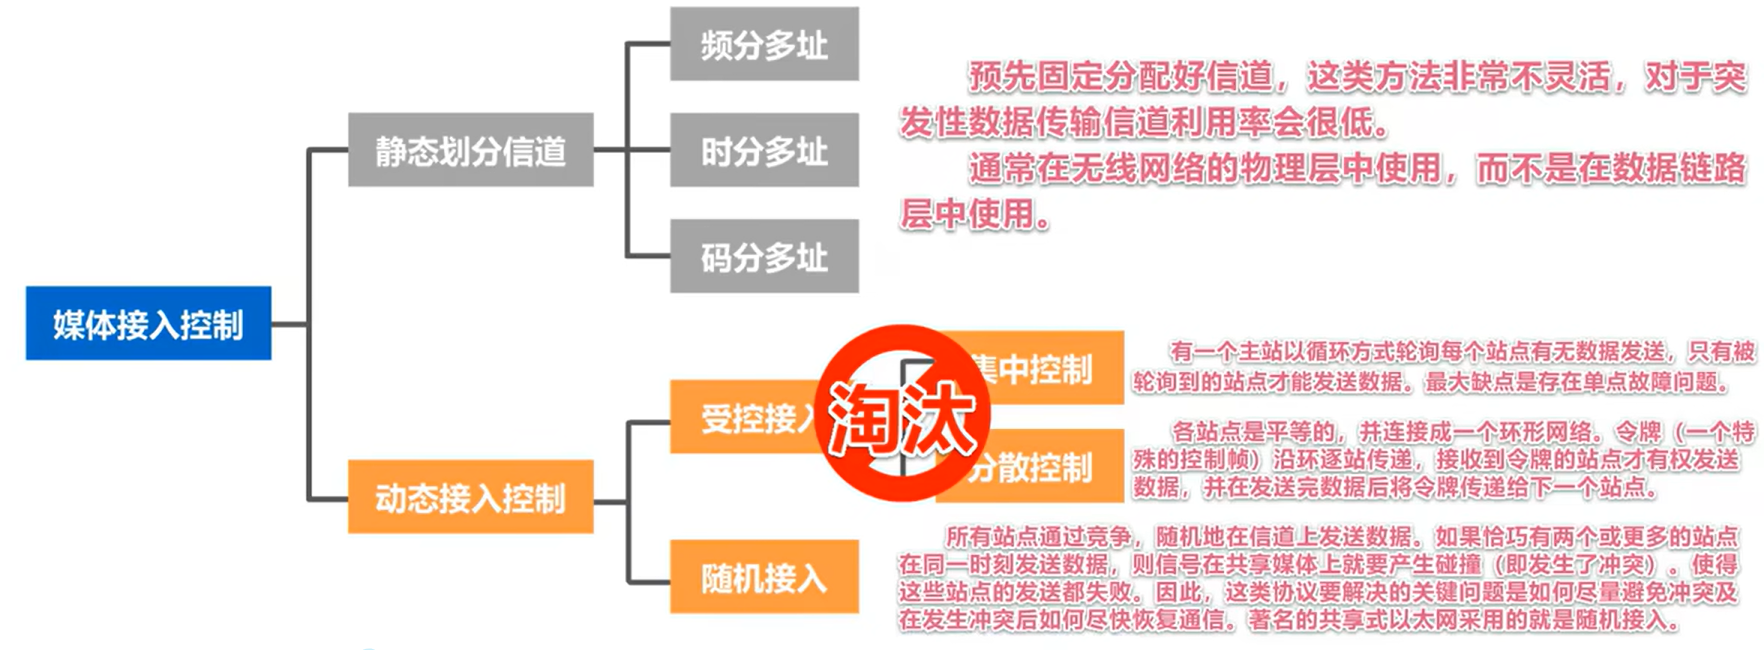 频分多址
静态划分信道
时分多址
码分多址
预先固定分配好信道，这类方法非常不灵活，对于突
发性数据传输信道利用率会很低。
通常在无线网络的物理层中使用，而不是在数据链路
层中使用。
媒体接入控制
动态接入控制
受控接入
淘汰
集中控制
有一个主站以循环方式轮询每个站点有无数据发送，只有被
轮询到的站点才能发送数据。最大缺点是存在单点故障问题。
分散控制
各站点是平等的，并连接成一个环形网络。令牌（一个特
殊的控制帧）沿环逐站传递，接收到令牌的站点才有权发送
数据，并在发送完数据后将令牌传递给下一个站点。
随机接入
所有站点通过竞争，随机地在信道上发送数据。如果恰巧有两个或更多的站点
在同一时刻发送数据，则信号在共享媒体上就要产生碰撞（即发生了冲突）。使得
这些站点的发送都失败。因此，这类协议要解决的关键问题是如何尽量避免冲突及
在发生冲突后如何尽快恢复通信。著名的共享式以太网采用的就是随机接入。